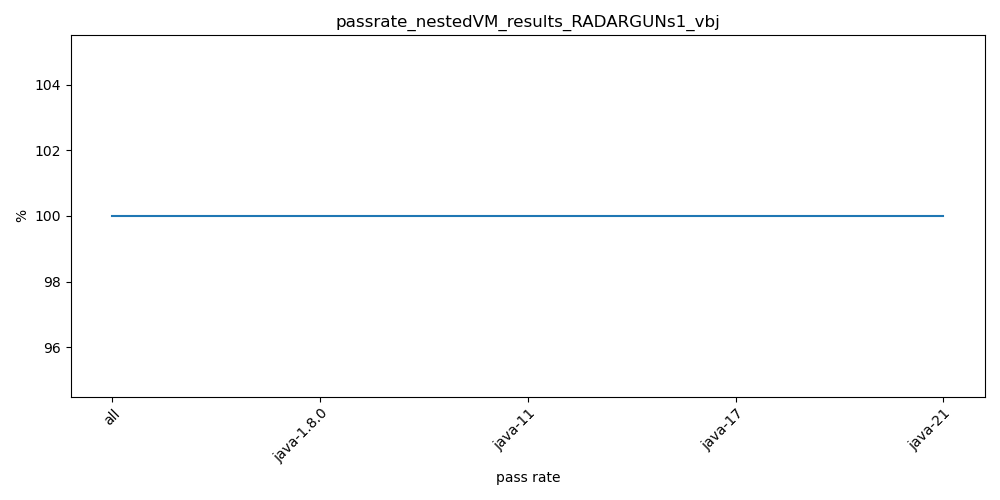 passrate_nestedVM_results_RADARGUNs1_vbj
104
102
100
98
96
%
all
java-1.8.0
java-11
java-17
java-21
pass rate